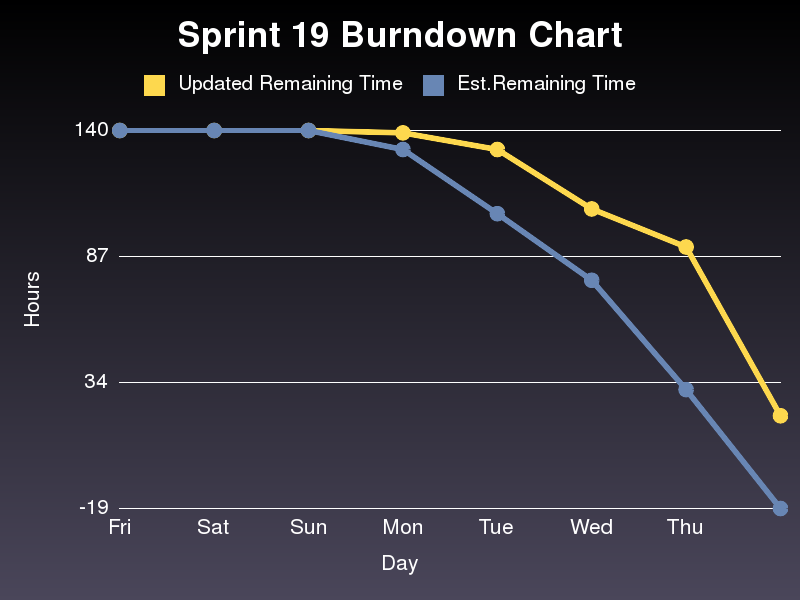 Sprint 19 Burndown Chart
Updated Remaining Time Est.Remaining Time
140
87
34
-19
Hours
Fri Sat Sun Mon Tue Wed Thu
Day